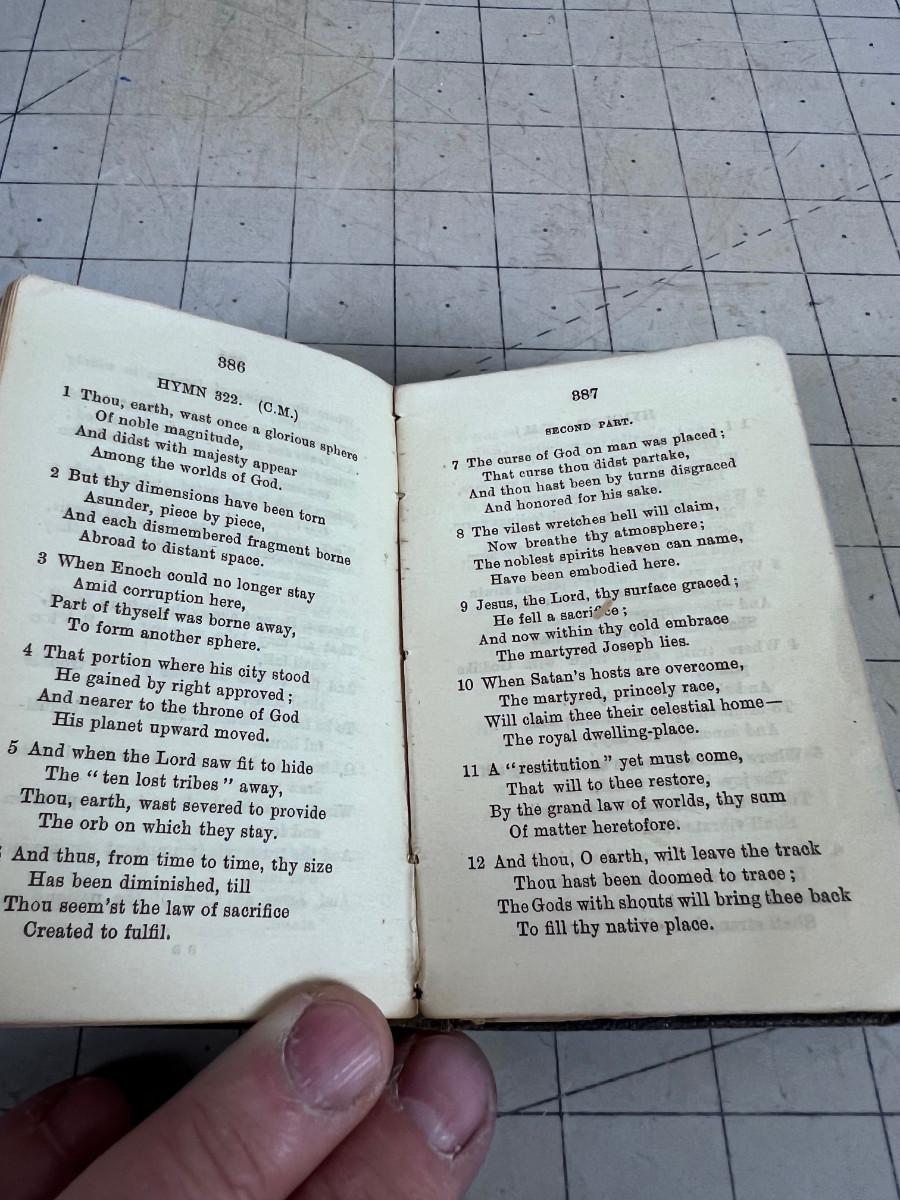 386
HYMN 322. (C.M.)
1 Thou, earth, wast once a glorious sphere
Of noble magnitude,
And didst with majesty appear
Among the worlds of God.
2 But thy dimensions have been torn
Asunder, piece by piece,
And each dismembered fragment borne
Abroad to distant space.
3 When Enoch could no longer stay
Amid corruption here,
Part of thyself was borne away,
To form another sphere.
4 That portion where his city stood
He gained by right approved;
And nearer to the throne of God
His planet upward moved.
5 And when the Lord saw fit to hide
The "ten lost tribes" away,
Thou, earth, wast severed to provide
The orb on which they stay.
And thus, from time to time, thy size
Has been diminished, till
Thou seem'st the law of sacrifice
Created to fulfil.
387
SECOND PART.
7 The curse of God on man was placed;
That curse thou didst partake,
And thou hast been by turns disgraced
And honored for his sake.
8 The vilest wretches hell will claim,
Now breathe thy atmosphere;
The noblest spirits heaven can name,
Have been embodied here.
9 Jesus, the Lord, thy surface graced;
He fell a sacrifice;
And now within thy cold embrace
The martyred Joseph lies.
10 When Satan's hosts are overcome,
The martyred, princely race,
Will claim thee their celestial home—
The royal dwelling-place.
11 A "restitution" yet must come,
That will to thee restore,
By the grand law of worlds, thy sum
Of matter heretofore.
12 And thou, O earth, wilt leave the track
Thou hast been doomed to trace;
The Gods with shouts will bring thee back
To fill thy native place.